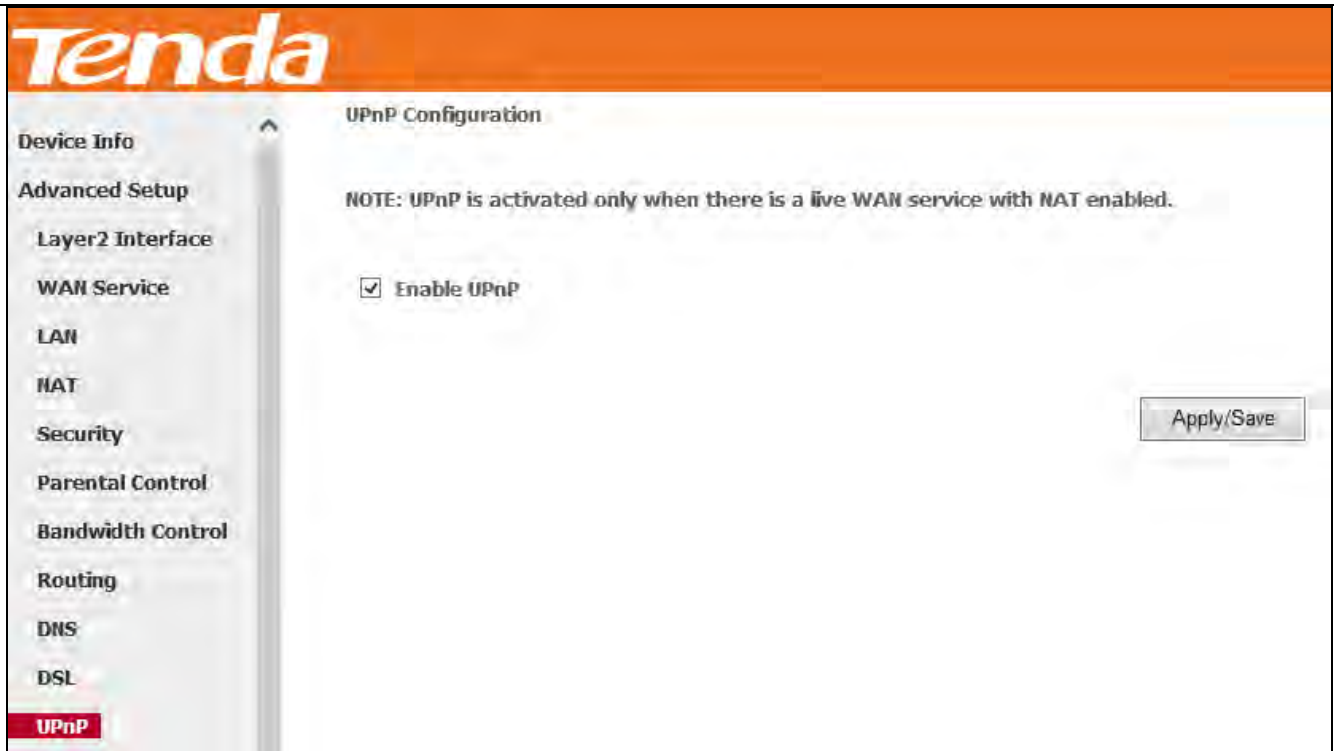 Tenda
Device Info
Advanced Setup
Layer2 Interface
WAN Service
LAN
NAT
Security
Parental Control
Bandwidth Control
Routing
DNS
DSL
UPnP
UPnP Configuration
NOTE: UPnP is activated only when there is a live WAN service with NAT enabled.
Enable UPnP
Apply/Save